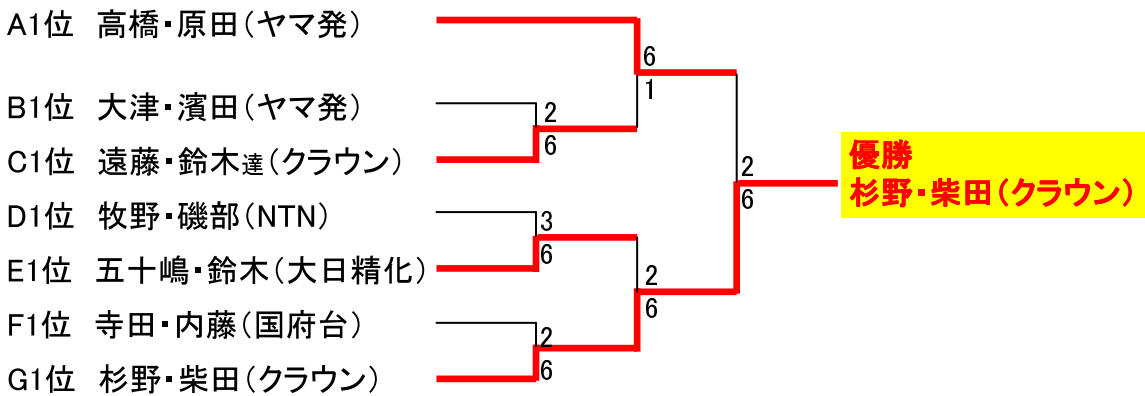 A1位 高橋・原田(ヤマ発)
6
1
B1位 大津・濱田(ヤマ発)
2
6
C1位 遠藤・鈴木達(クラウン)
優勝
杉野・柴田(クラウン)
2
6
D1位 牧野・磯部(NTN)
3
6
E1位 五十嶋・鈴木(大日精化)
2
6
F1位 寺田・内藤(国府台)
2
6
G1位 杉野・柴田(クラウン)